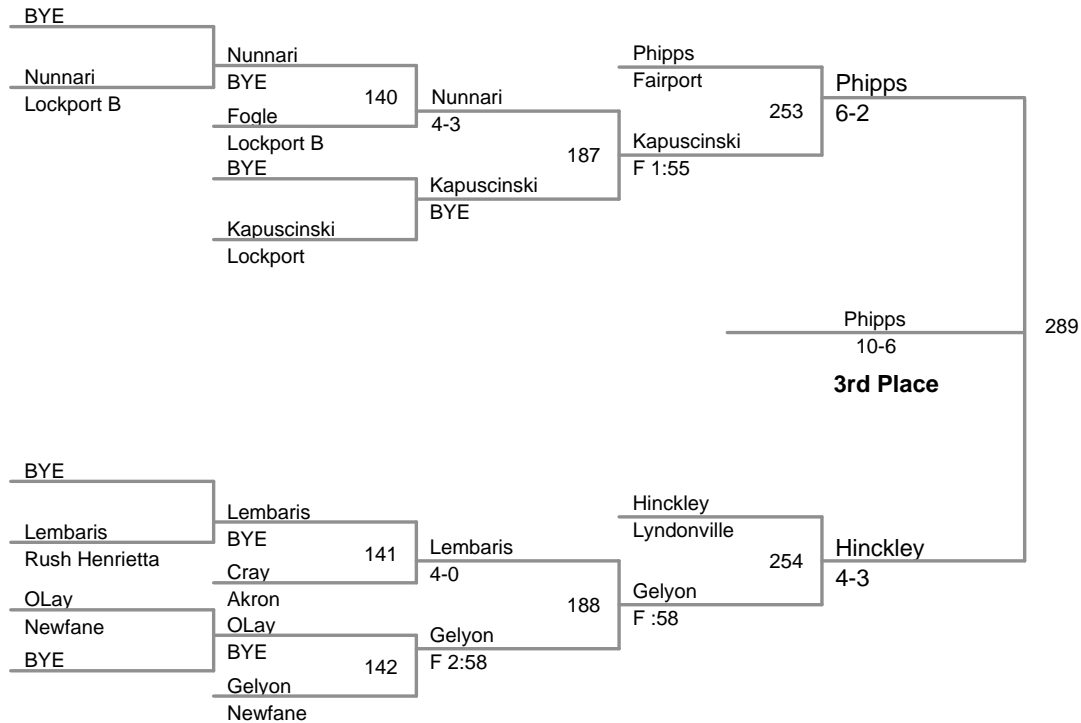 BYE
Nunnari
Lockport B
Nunnari
BYE
140
Fogle
Lockport B
BYE
Kapuscinski
Lockport
Nunnari
4-3
187
Kapuscinski
BYE
Phipps
Fairport
253
Kapuscinski
F 1:55
Phipps
6-2
Phipps
10-6
3rd Place
289
BYE
Lembaris
Rush Henrietta
OLay
Newfane
BYE
Lembaris
BYE
141
Cray
Akron
OLay
BYE
142
Gelyon
Newfane
Lembaris
4-0
188
Gelyon
F 2:58
Hinckley
Lyndonville
254
Gelyon
F :58
Hinckley
4-3